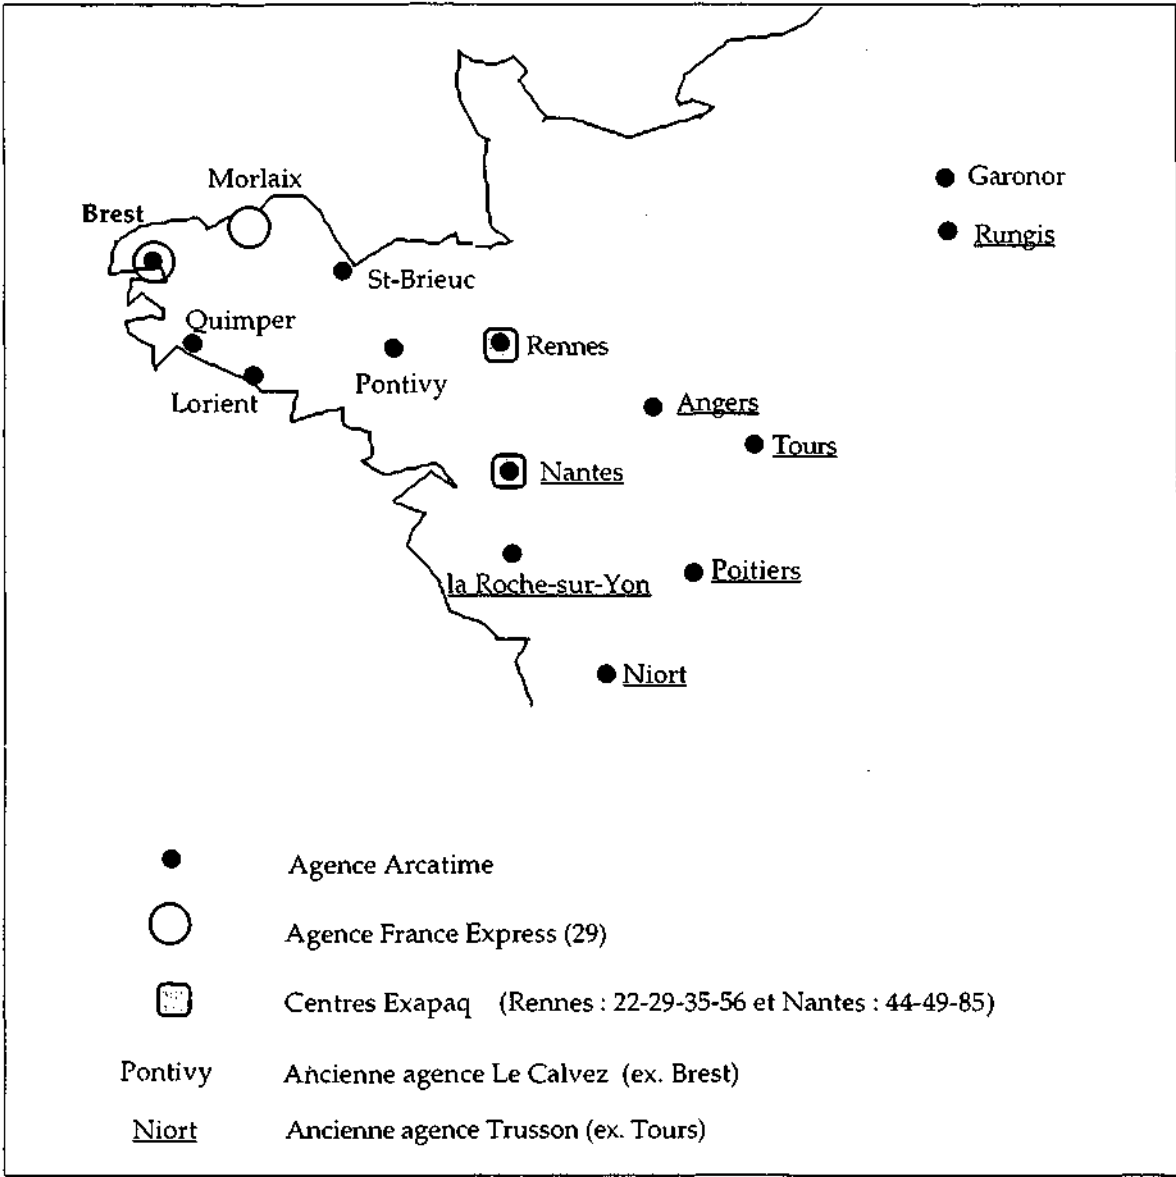 Morlaix
Garonor
Brest
Rungis
St-Brieuc
Quimper
Rennes
Pontivy
Lorient
Angers
Tours
Nantes
la Roche-sur-Yon
Poitiers
Niort
Agence Arcatime
Agence France Express (29)
Centres Exapaq (Rennes : 22-29-35-56 et Nantes : 44-49-85)
Pontivy Ancienne agence Le Calvez (ex. Brest)
Niort Ancienne agence Trusson (ex. Tours)